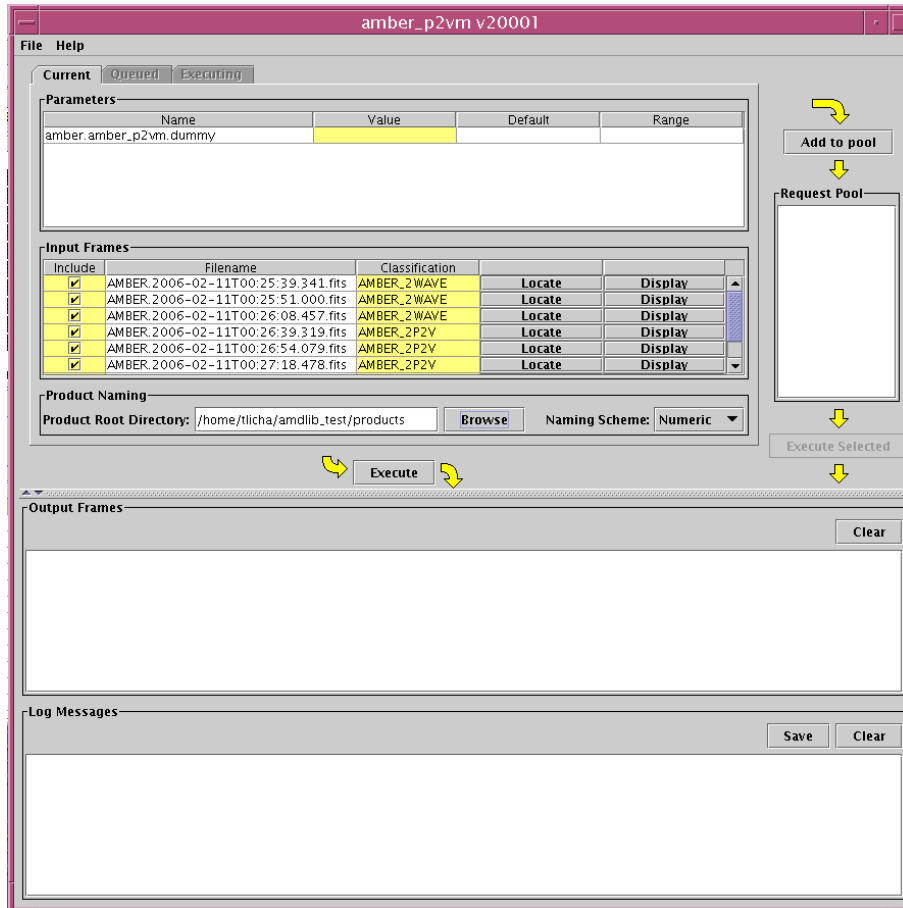 amber_p2vm v20001
File Help
Current Queued Executing
Parameters
Name Value Default Range
amber.amber_p2vm.dummy
Add to pool
Request Pool
Input Frames
Include Filename Classification
AMBER.2006-02-11T00:25:39.341.fits AMBER_2WAVE Locate Display
AMBER.2006-02-11T00:25:51.000.fits AMBER_2WAVE Locate Display
AMBER.2006-02-11T00:26:08.457.fits AMBER_2WAVE Locate Display
AMBER.2006-02-11T00:26:39.319.fits AMBER_2P2V Locate Display
AMBER.2006-02-11T00:26:54.079.fits AMBER_2P2V Locate Display
AMBER.2006-02-11T00:27:18.478.fits AMBER_2P2V Locate Display
Product Naming
Product Root Directory: /home/tlicha/amdlib_test/products Browse Naming Scheme: Numeric
Execute Selected
Execute
Output Frames
Clear
Log Messages
Save Clear